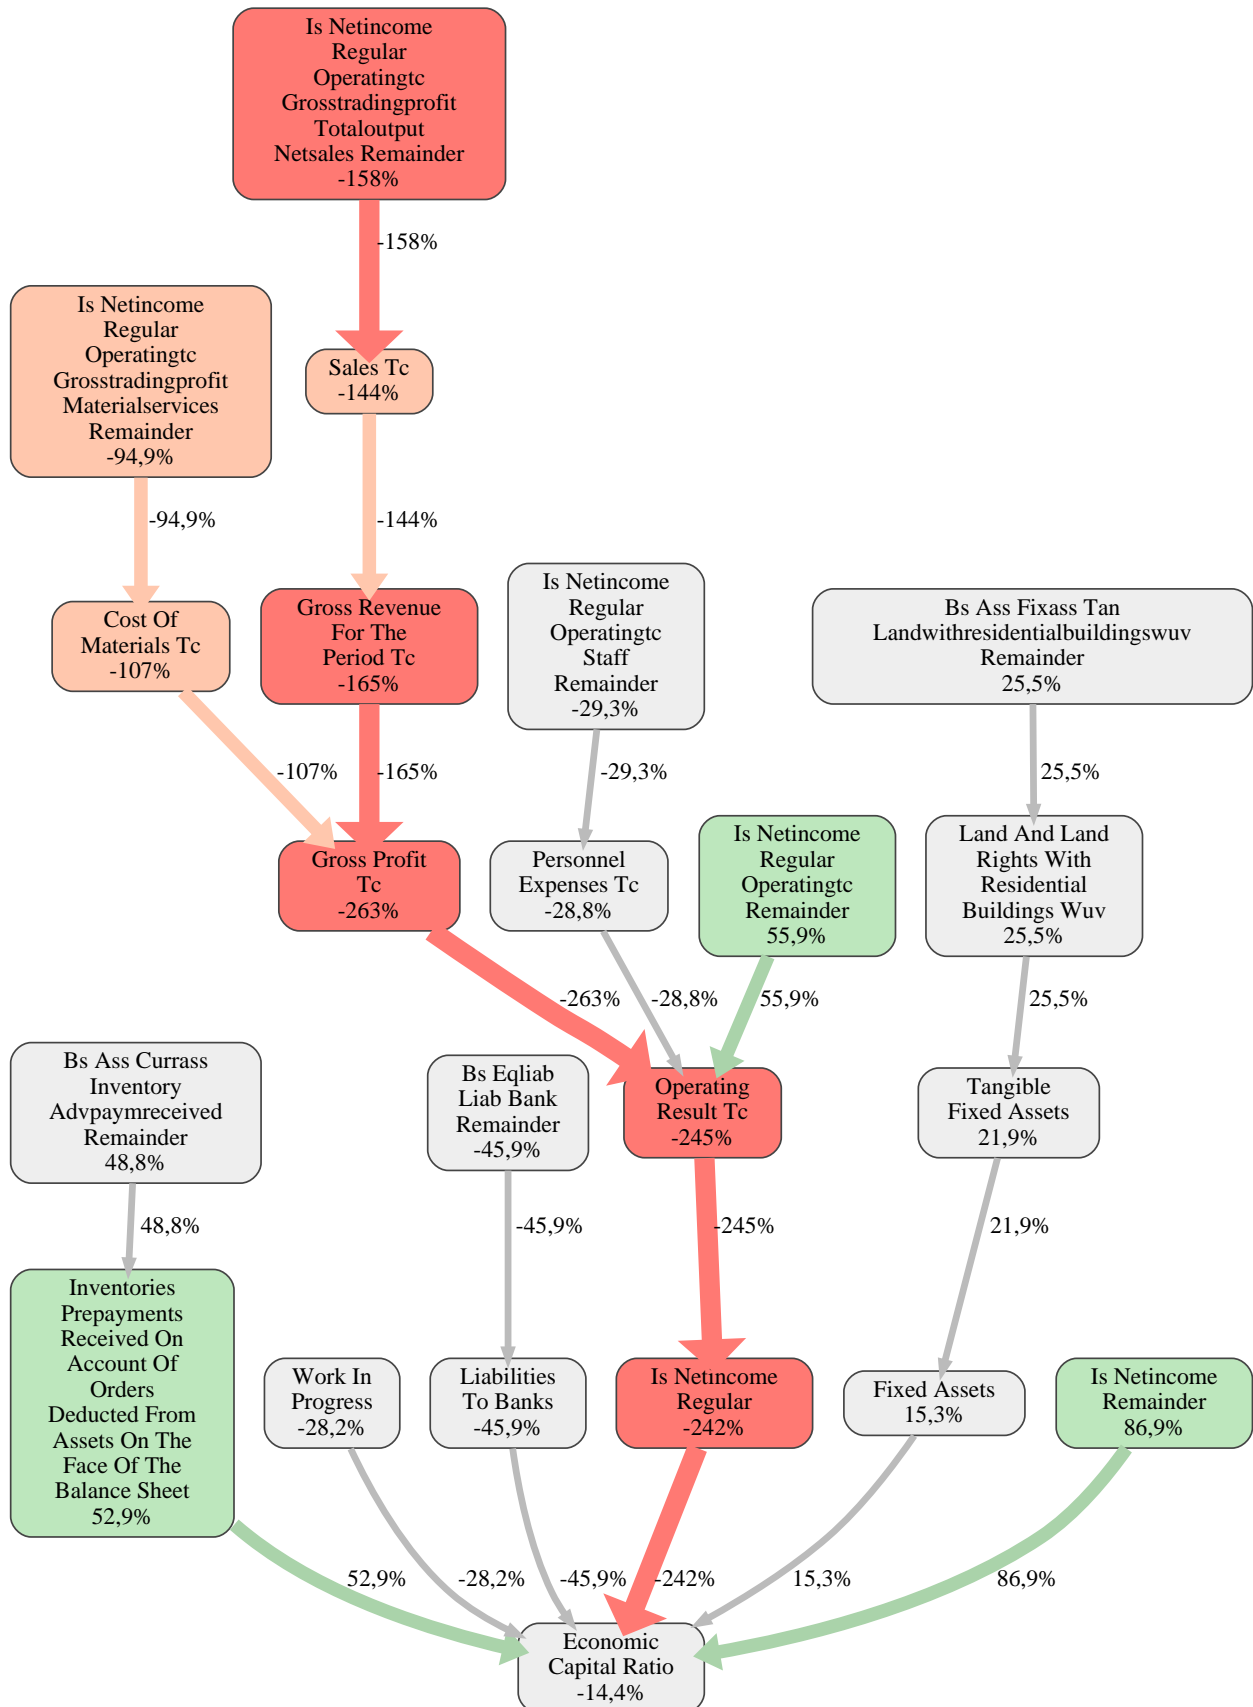 Is Netincome
Regular
Operatingtc
Grosstradingprofit
Totaloutput
Netsales Remainder
-158%
-158%
Is Netincome
Regular
Operatingtc
Grosstradingprofit
Materialservices
Remainder
-94,9%
Sales Tc
-144%
-94,9%
-144%
Cost Of
Materials Tc
-107%
Gross Revenue
For The
Period Tc
-165%
Is Netincome
Regular
Operatingtc
Staff
Remainder
-29,3%
Bs Ass Fixass Tan
Landwithresidentialbuildingswuv
Remainder
25,5%
-107%
-165%
-29,3%
25,5%
Gross Profit
Tc
-263%
Personnel
Expenses Tc
-28,8%
Is Netincome
Regular
Operatingtc
Remainder
55,9%
Land And Land
Rights With
Residential
Buildings Wuv
25,5%
-263%
-28,8%
55,9%
25,5%
Bs Ass Currass
Inventory
Advpaymreceived
Remainder
48,8%
Bs Eqliab
Liab Bank
Remainder
-45,9%
Operating
Result Tc
-245%
Tangible
Fixed Assets
21,9%
48,8%
-45,9%
-245%
21,9%
Inventories
Prepayments
Received On
Account Of
Orders
Deducted From
Assets On The
Face Of The
Balance Sheet
52,9%
Work In
Progress
-28,2%
Liabilities
To Banks
-45,9%
Is Netincome
Regular
-242%
Fixed Assets
15,3%
Is Netincome
Remainder
86,9%
52,9%
-28,2%
-45,9%
-242%
15,3%
86,9%
Economic
Capital Ratio
-14,4%